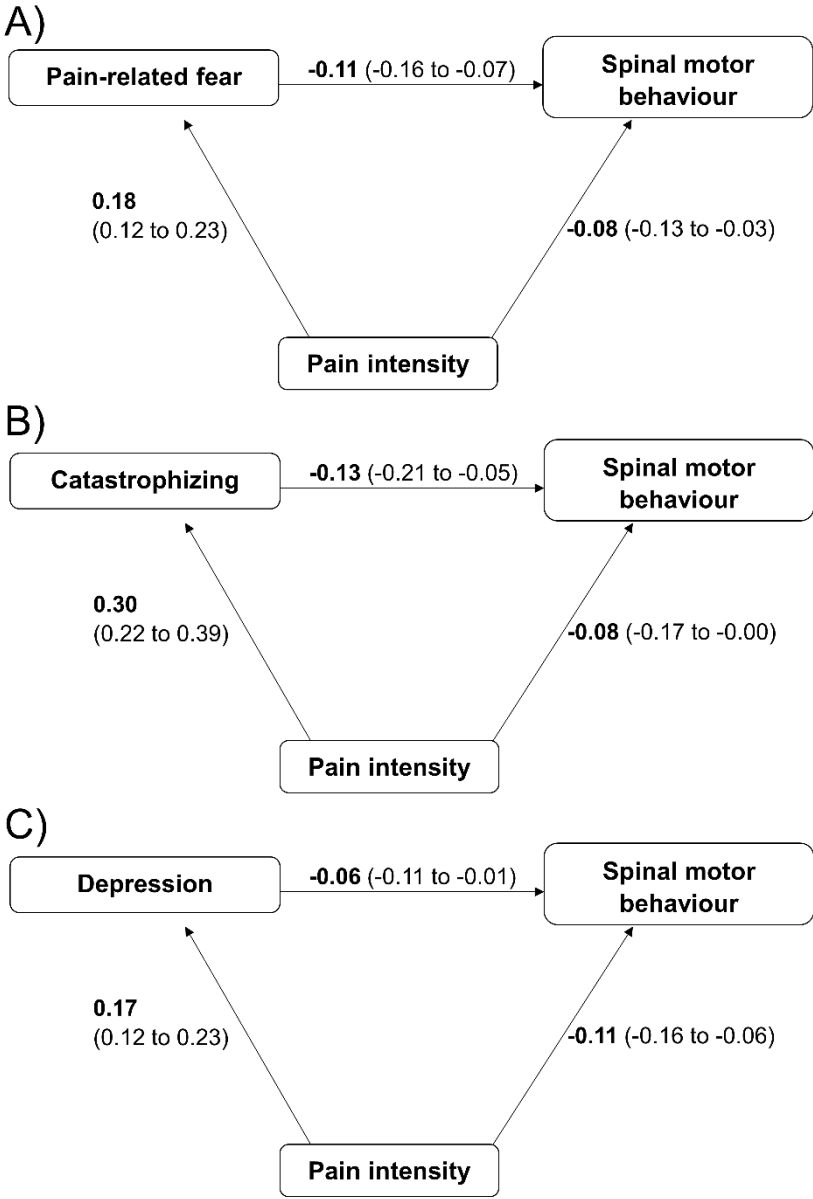 A)
Pain-related fear
-0.11 (-0.16 to -0.07)
Spinal motor
behaviour
0.18
(0.12 to 0.23)
-0.08 (-0.13 to -0.03)
Pain intensity
B)
Catastrophizing
-0.13 (-0.21 to -0.05)
Spinal motor
behaviour
0.30
(0.22 to 0.39)
-0.08 (-0.17 to -0.00)
Pain intensity
C)
Depression
-0.06 (-0.11 to -0.01)
Spinal motor
behaviour
0.17
(0.12 to 0.23)
-0.11 (-0.16 to -0.06)
Pain intensity